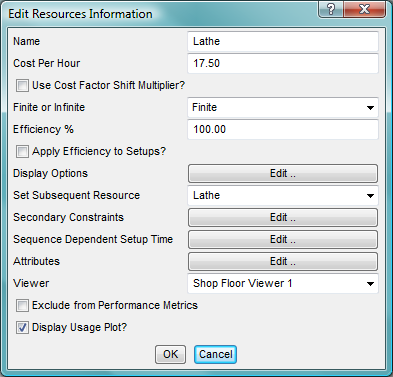 Edit Resources Information
Name Lathe
Cost Per Hour 17.50
Use Cost Factor Shift Multiplier?
Finite or Infinite Finite
Efficiency % 100.00
Apply Efficiency to Setups?
Display Options Edit ..
Set Subsequent Resource Lathe
Secondary Constraints Edit ..
Sequence Dependent Setup Time Edit ..
Attributes Edit ..
Viewer Shop Floor Viewer 1
Exclude from Performance Metrics
Display Usage Plot?
OK Cancel